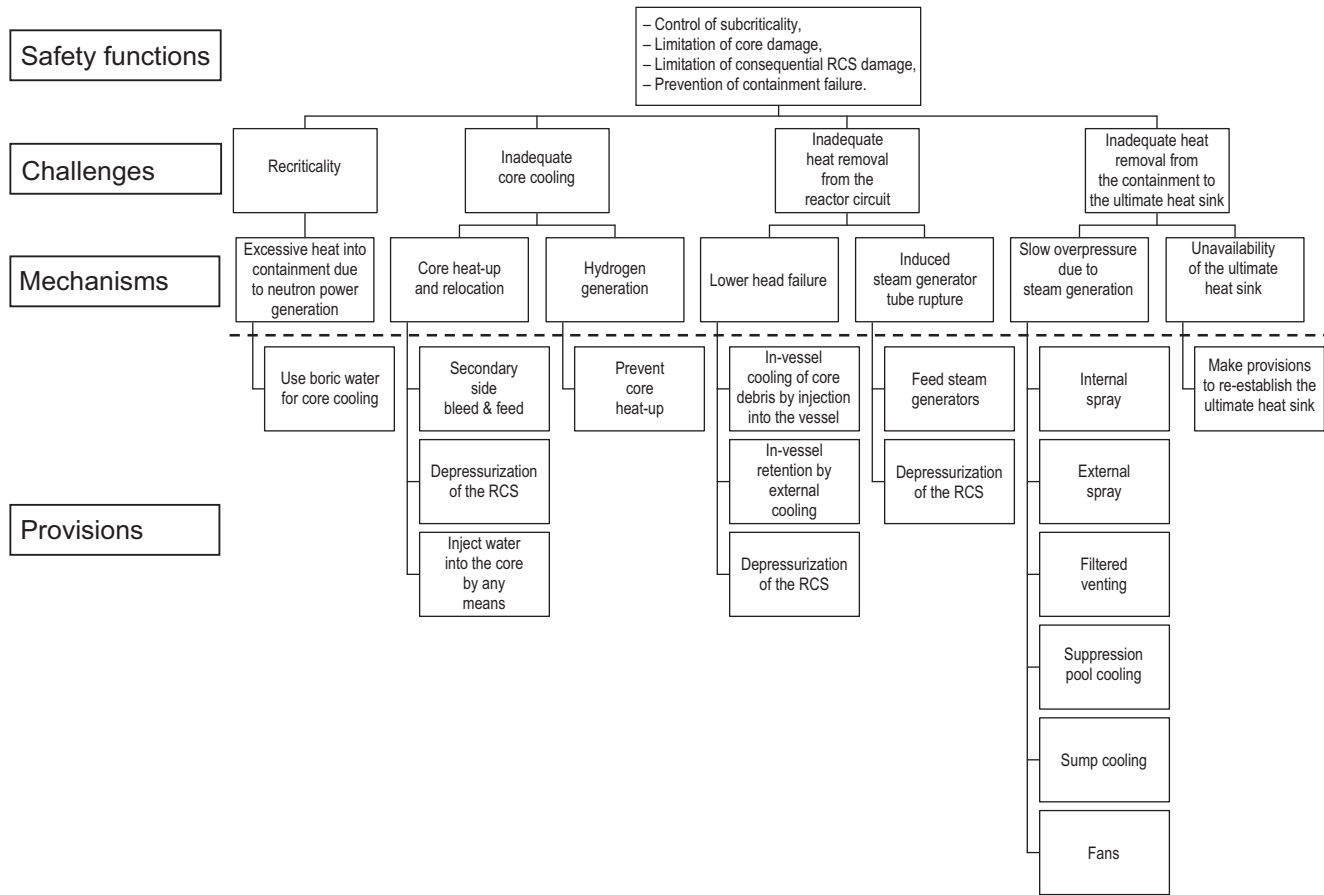 Safety functions
– Control of subcriticality,
– Limitation of core damage,
– Limitation of consequential RCS damage,
– Prevention of containment failure.
Challenges
Recriticality
Inadequate
core cooling
Inadequate
heat removal
from the
reactor circuit
Inadequate heat
removal from
the containment to
the ultimate heat sink
Mechanisms
Excessive heat into
containment due
to neutron power
generation
Core heat-up
and relocation
Hydrogen
generation
Lower head failure
Induced
steam generator
tube rupture
Slow overpressure
due to
steam generation
Unavailability
of the ultimate
heat sink
Provisions
Use boric water
for core cooling
Secondary
side
bleed & feed
Depressurization
of the RCS
Inject water
into the core
by any
means
Prevent
core
heat-up
In-vessel
cooling of core
debris by injection
into the vessel
In-vessel
retention by
external
cooling
Depressurization
of the RCS
Feed steam
generators
Depressurization
of the RCS
Internal
spray
External
spray
Filtered
venting
Suppression
pool cooling
Sump cooling
Fans
Make provisions
to re-establish the
ultimate heat sink